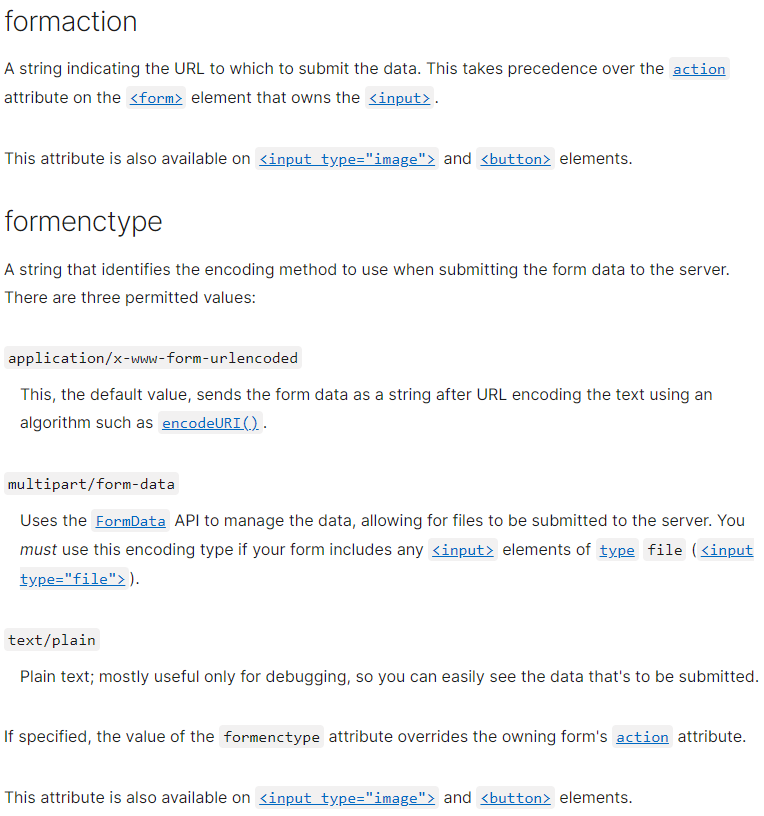 formaction
A string indicating the URL to which to submit the data. This takes precedence over the action
attribute on the <form> element that owns the <input>.
This attribute is also available on <input type="image"> and <button> elements.
formenctype
A string that identifies the encoding method to use when submitting the form data to the server.
There are three permitted values:
application/x-www-form-urlencoded
This, the default value, sends the form data as a string after URL encoding the text using an
algorithm such as encodeURI().
multipart/form-data
Uses the FormData API to manage the data, allowing for files to be submitted to the server. You
must use this encoding type if your form includes any <input> elements of type file (<input
type="file">).
text/plain
Plain text; mostly useful only for debugging, so you can easily see the data that's to be submitted.
If specified, the value of the formenctype attribute overrides the owning form's action attribute.
This attribute is also available on <input type="image"> and <button> elements.